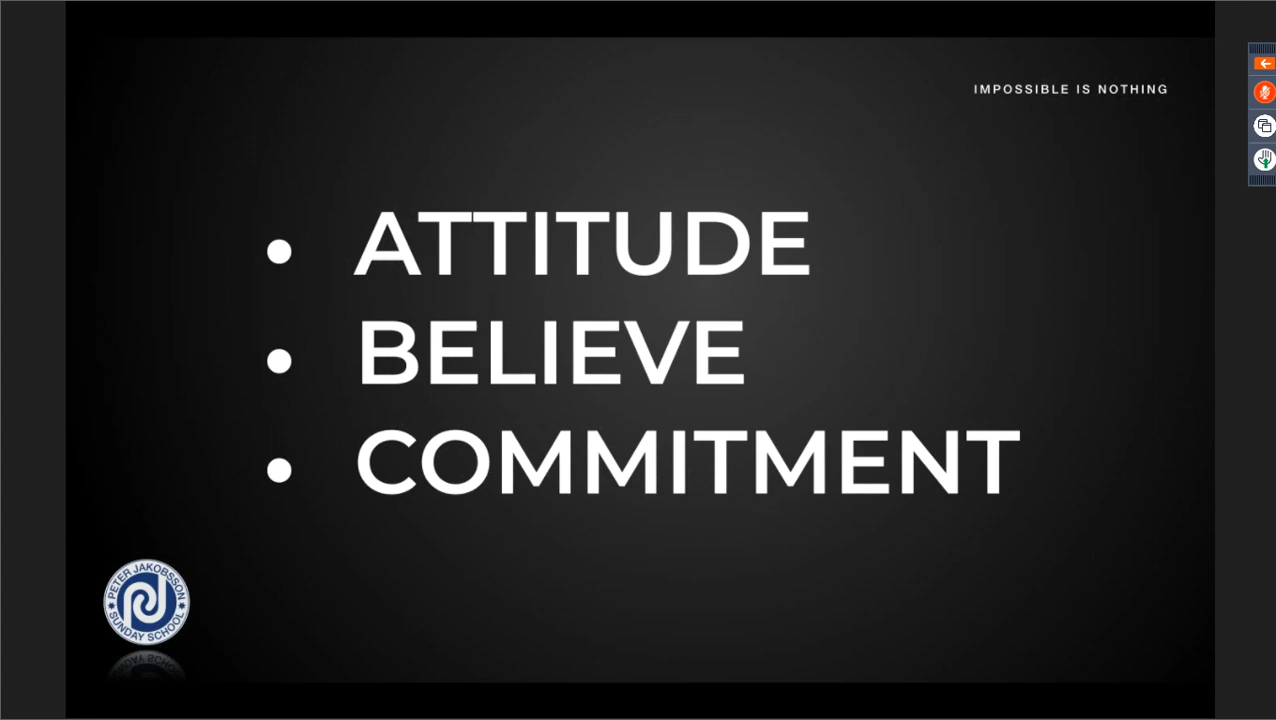 IMPOSSIBLE IS NOTHING
• ATTITUDE
• BELIEVE
• COMMITMENT
PETER JAKOBSSON
SUNDAY SCHOOL